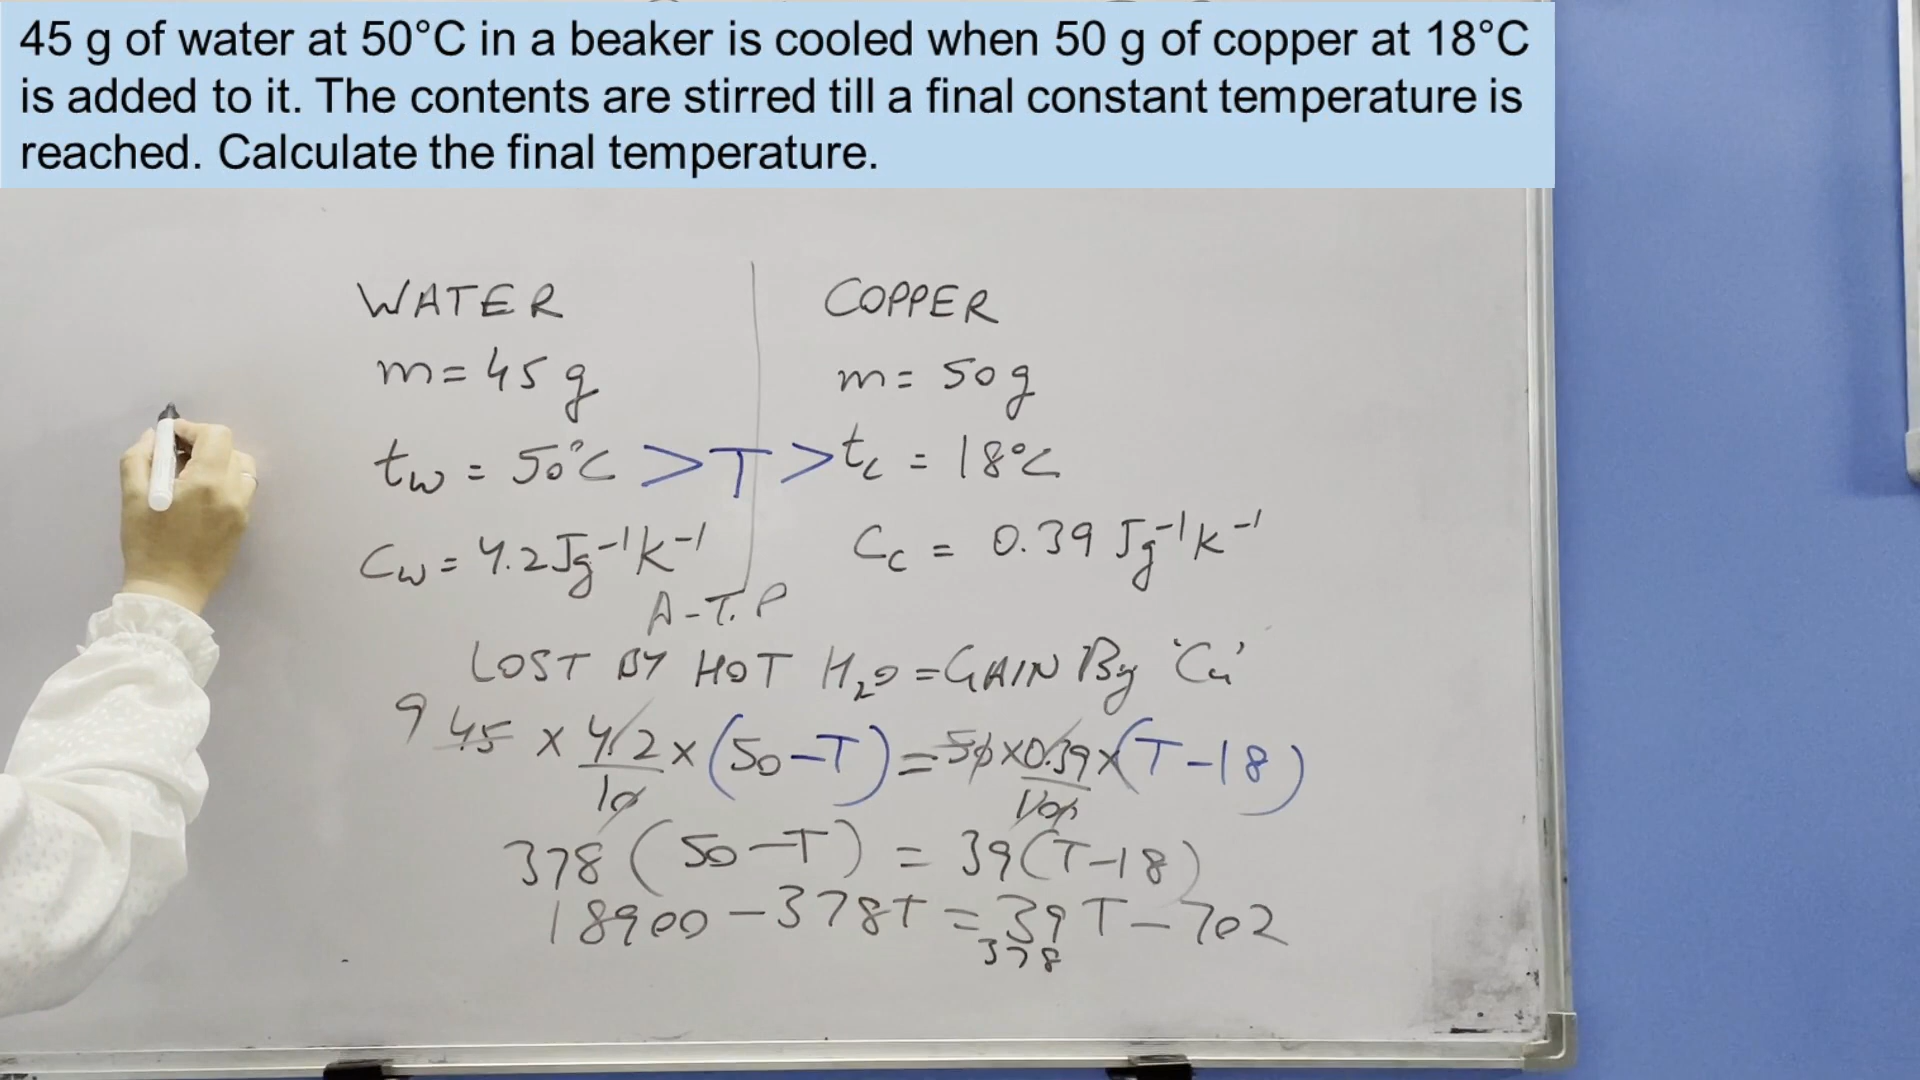 45 g of water at 50°C in a beaker is cooled when 50 g of copper at 18°C
is added to it. The contents are stirred till a final constant temperature is
reached. Calculate the final temperature.
WATER COPPER
m = 45 g m = 50g
tw = 50°C > T > tc = 18°C
Cw = 4.2 Jg⁻¹k⁻¹ Cc = 0.39 Jg⁻¹k⁻¹
A-T.P
LOST BY HOT H₂O = GAIN By 'Cu'
9 45 × 4.2/10 × (50 – T) = 50 × 0.39/100 × (T – 18)
378 (50 – T) = 39(T – 18)
18900 – 378T = 39T – 702
378